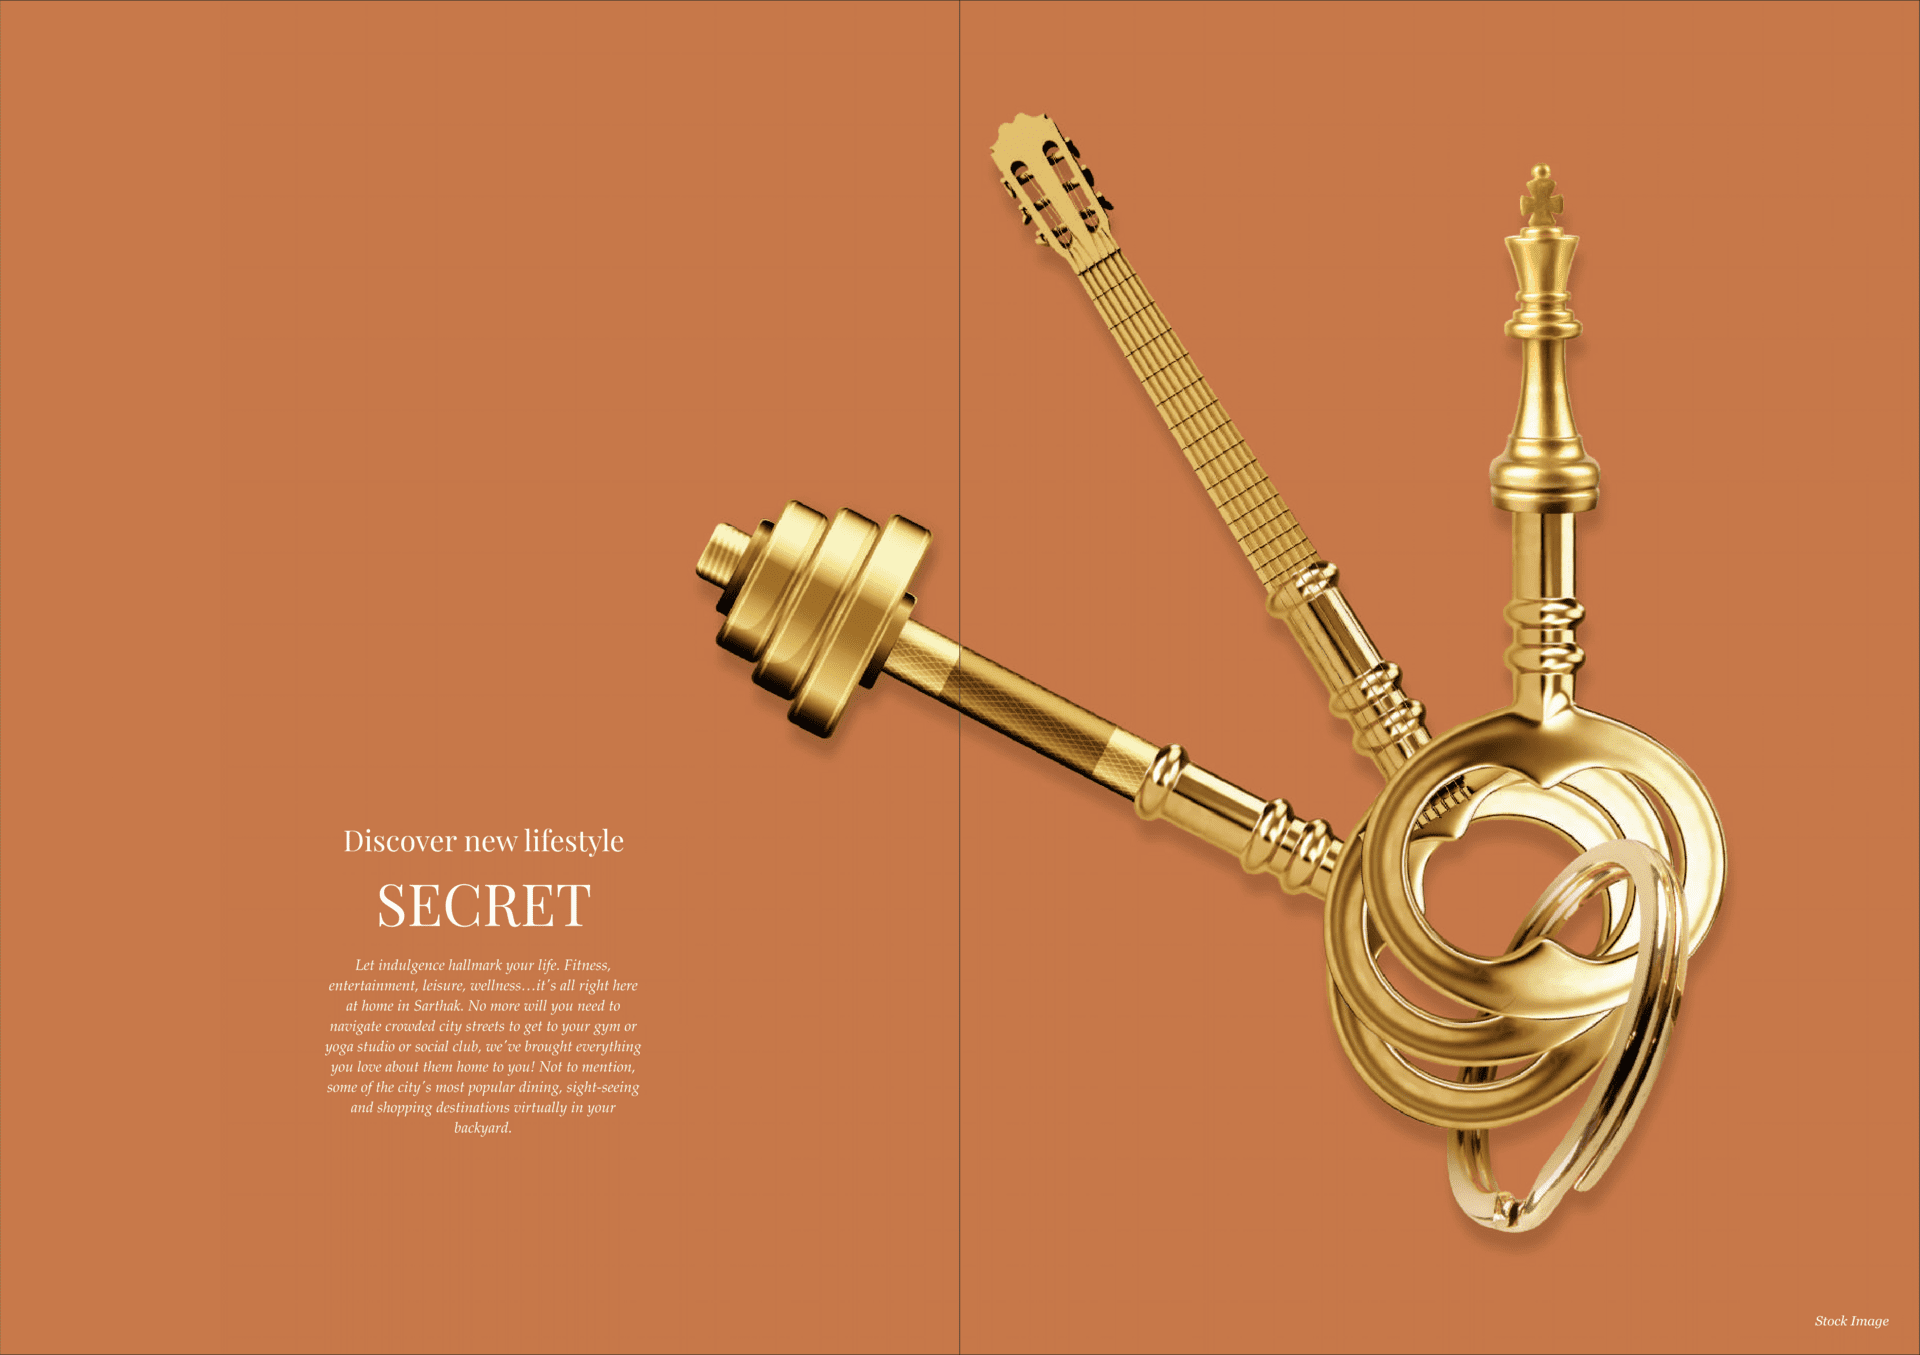 Discover new lifestyle
SECRET
Let indulgence hallmark your life. Fitness,
entertainment, leisure, wellness...it's all right here
at home in Sarthak. No more will you need to
navigate crowded city streets to get to your gym or
yoga studio or social club, we've brought everything
you love about them home to you! Not to mention,
some of the city's most popular dining, sight-seeing
and shopping destinations virtually in your
backyard.
Stock Image